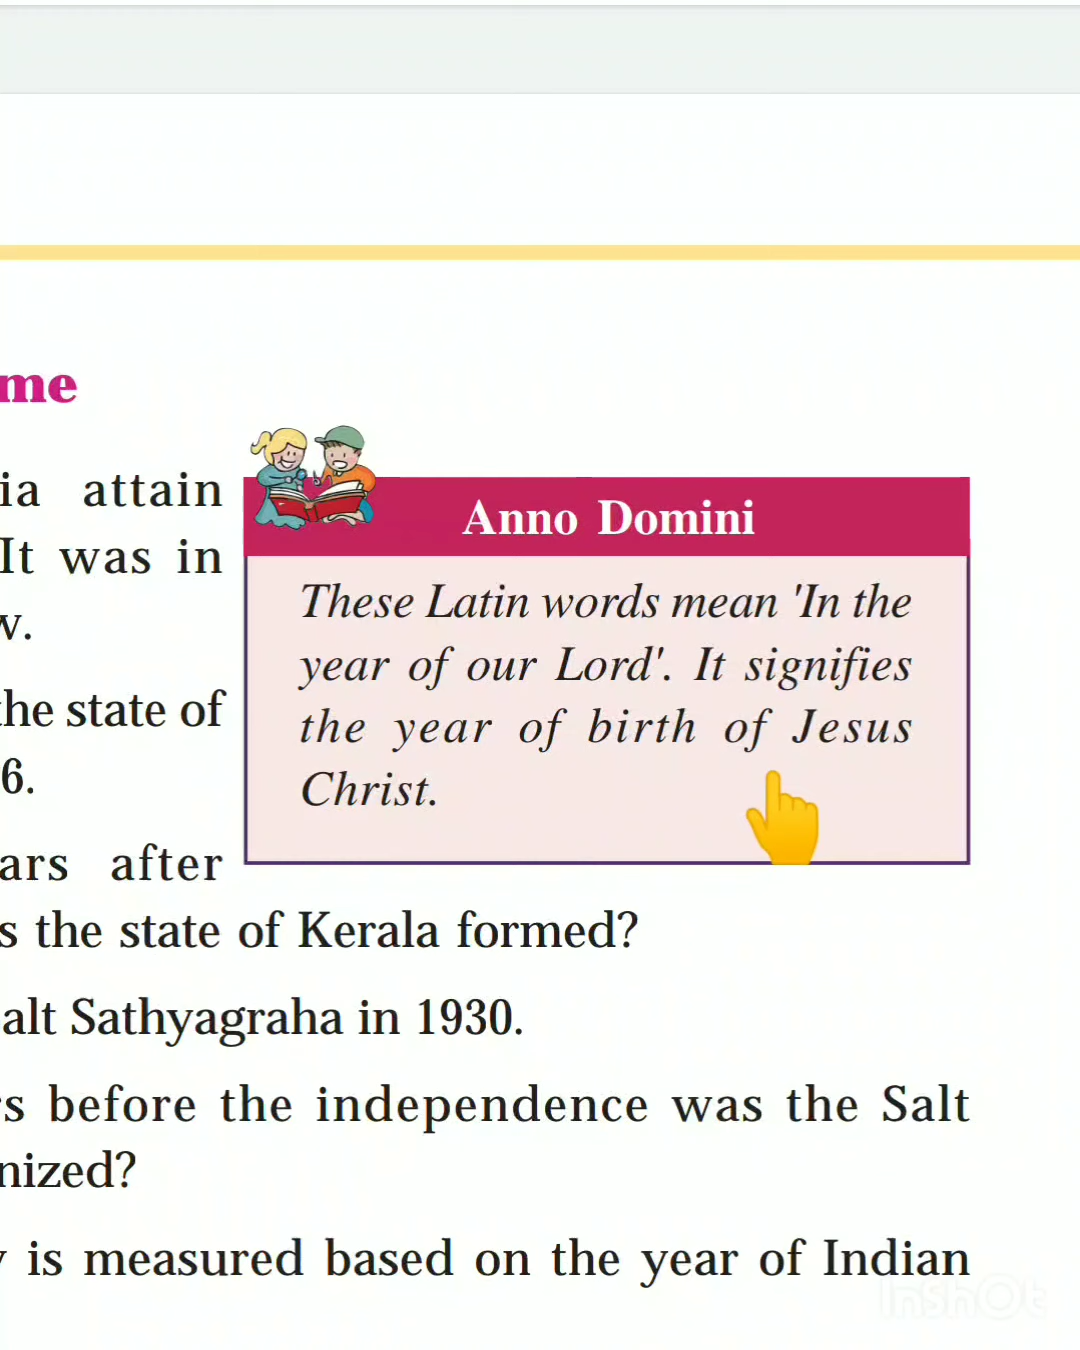 me
ia attain
It was in
w.
the state of
6.
ars after
Anno Domini
These Latin words mean 'In the
year of our Lord'. It signifies
the year of birth of Jesus
Christ.
s the state of Kerala formed?
alt Sathyagraha in 1930.
s before the independence was the Salt
nized?
y is measured based on the year of Indian
InShOt